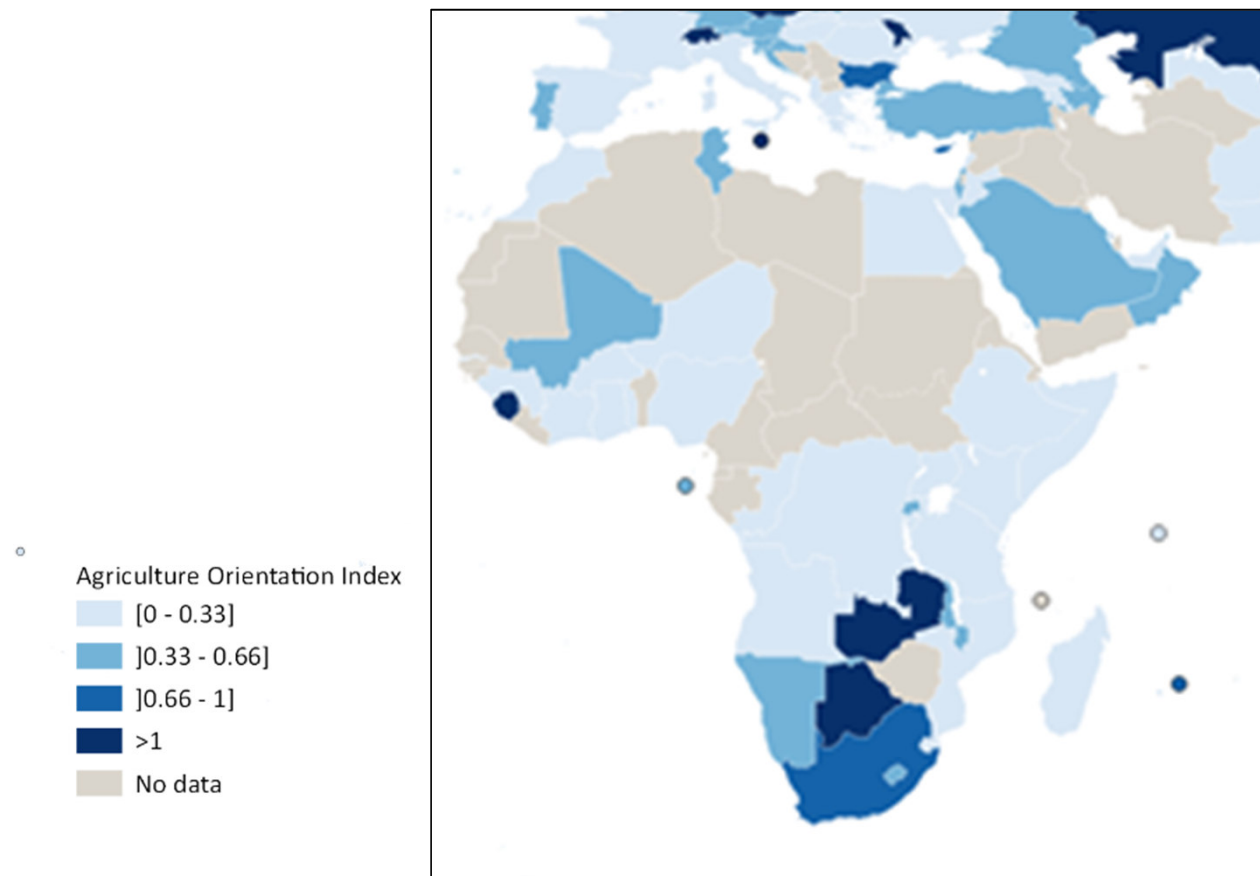 Agriculture Orientation Index
[0 - 0.33]
]0.33 - 0.66]
]0.66 - 1]
>1
No data